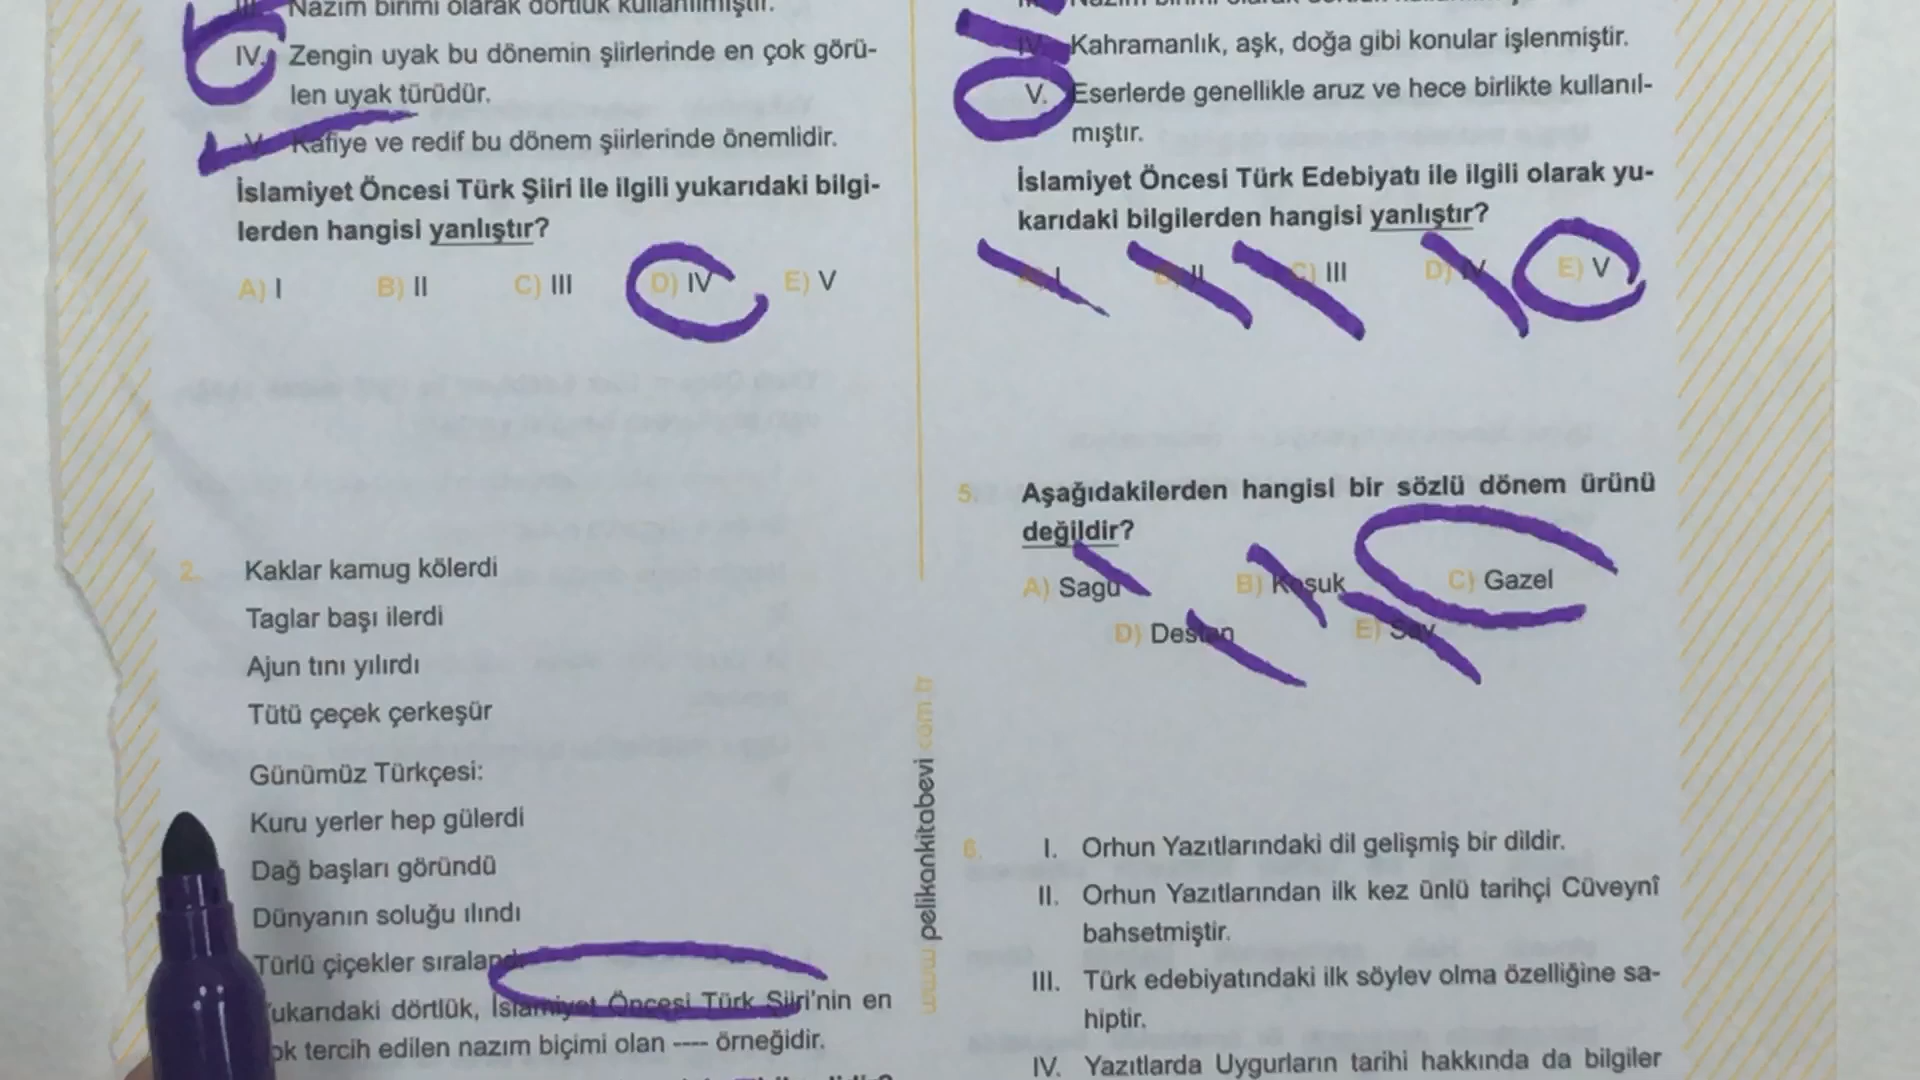 III. Nazım birimi olarak dörtlük kullanılmıştır.
IV. Zengin uyak bu dönemin şiirlerinde en çok görü-
len uyak türüdür.
V. Kafiye ve redif bu dönem şiirlerinde önemlidir.
İslamiyet Öncesi Türk Şiiri ile ilgili yukarıdaki bilgi-
lerden hangisi yanlıştır?
A) I B) II C) III D) IV E) V
2. Kaklar kamug kölerdi
Taglar başı ilerdi
Ajun tını yılırdı
Tütü çeçek çerkeşür
Günümüz Türkçesi:
Kuru yerler hep gülerdi
Dağ başları göründü
Dünyanın soluğu ılındı
Türlü çiçekler sıralandı
Yukarıdaki dörtlük, İslamiyet Öncesi Türk Şiiri'nin en
çok tercih edilen nazım biçimi olan ---- örneğidir.
www.pelikankitabevi.com.tr
IV. Kahramanlık, aşk, doğa gibi konular işlenmiştir.
V. Eserlerde genellikle aruz ve hece birlikte kullanıl-
mıştır.
İslamiyet Öncesi Türk Edebiyatı ile ilgili olarak yu-
karıdaki bilgilerden hangisi yanlıştır?
A) I B) II C) III D) IV E) V
5. Aşağıdakilerden hangisi bir sözlü dönem ürünü
değildir?
A) Sagu B) Koşuk C) Gazel
D) Destan E) Sav
6. I. Orhun Yazıtlarındaki dil gelişmiş bir dildir.
II. Orhun Yazıtlarından ilk kez ünlü tarihçi Cüveynî
bahsetmiştir.
III. Türk edebiyatındaki ilk söylev olma özelliğine sa-
hiptir.
IV. Yazıtlarda Uygurların tarihi hakkında da bilgiler